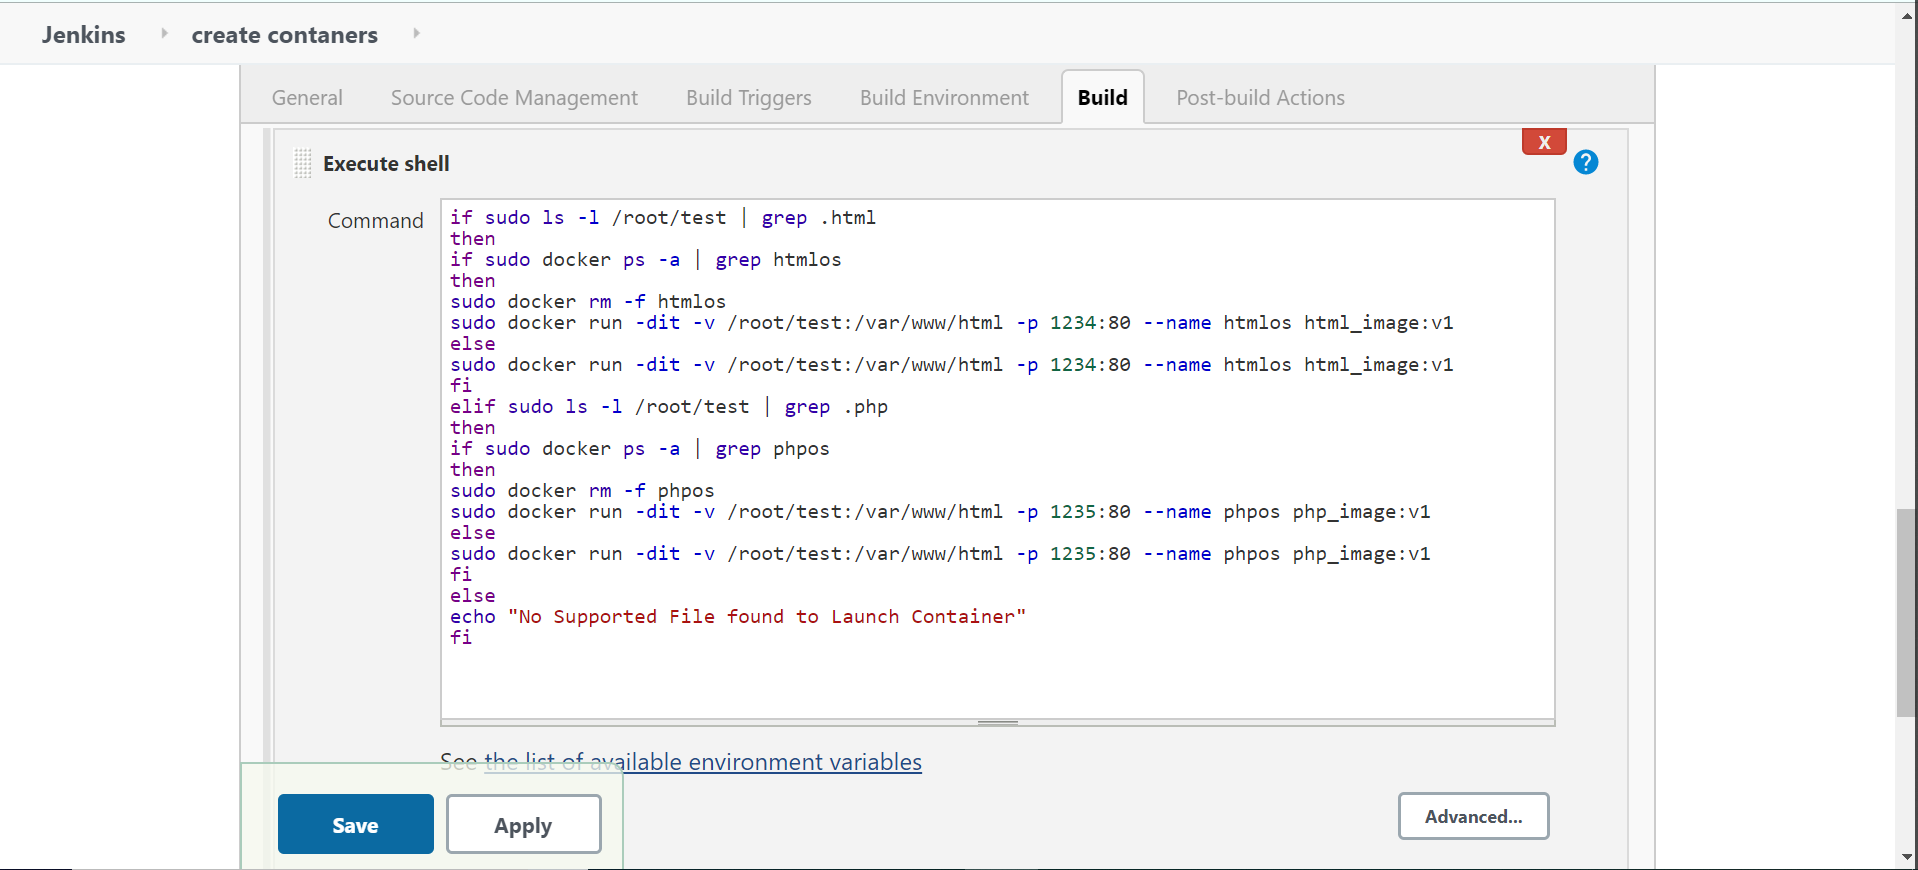 Jenkins create contaners
General Source Code Management Build Triggers Build Environment Build Post-build Actions
X
Execute shell
?
Command
if sudo ls -l /root/test | grep .html
then
if sudo docker ps -a | grep htmlos
then
sudo docker rm -f htmlos
sudo docker run -dit -v /root/test:/var/www/html -p 1234:80 --name htmlos html_image:v1
else
sudo docker run -dit -v /root/test:/var/www/html -p 1234:80 --name htmlos html_image:v1
fi
elif sudo ls -l /root/test | grep .php
then
if sudo docker ps -a | grep phpos
then
sudo docker rm -f phpos
sudo docker run -dit -v /root/test:/var/www/html -p 1235:80 --name phpos php_image:v1
else
sudo docker run -dit -v /root/test:/var/www/html -p 1235:80 --name phpos php_image:v1
fi
else
echo "No Supported File found to Launch Container"
fi
See the list of available environment variables
Save Apply Advanced...